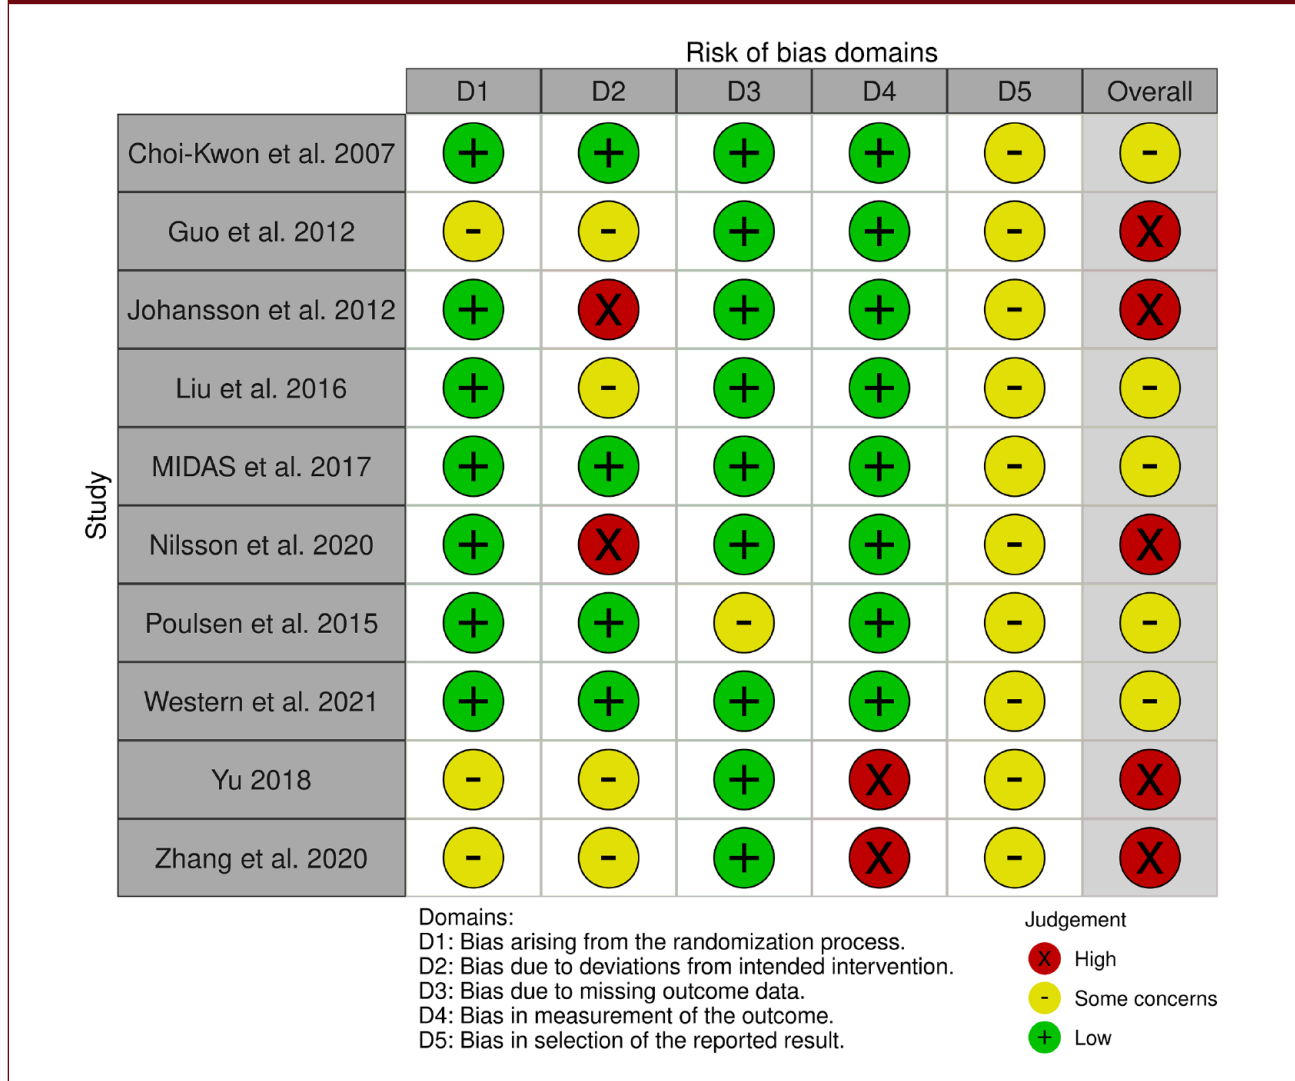 Risk of bias domains
D1 D2 D3 D4 D5 Overall
Choi-Kwon et al. 2007 + + + + - -
Guo et al. 2012 - - + + - X
Johansson et al. 2012 + X + + - X
Liu et al. 2016 + - + + - -
MIDAS et al. 2017 + + + + - -
Nilsson et al. 2020 + X + + - X
Poulsen et al. 2015 + + - + - -
Western et al. 2021 + + + + - -
Yu 2018 - - + X - X
Zhang et al. 2020 - - + X - X
Study
Domains:
D1: Bias arising from the randomization process.
D2: Bias due to deviations from intended intervention.
D3: Bias due to missing outcome data.
D4: Bias in measurement of the outcome.
D5: Bias in selection of the reported result.
Judgement
X High
- Some concerns
+ Low